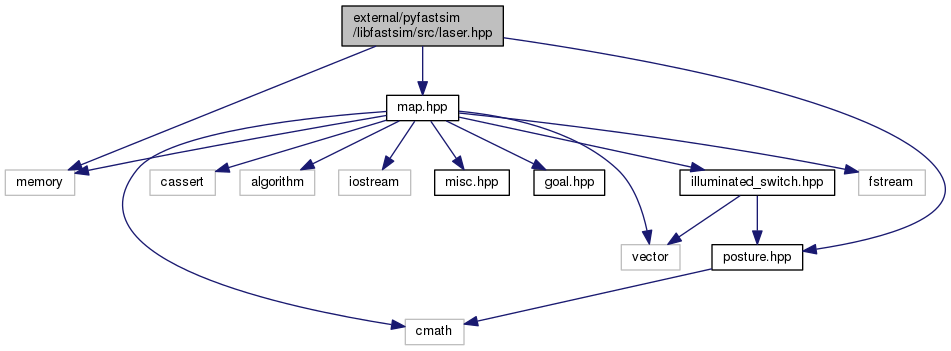 external/pyfastsim
/libfastsim/src/laser.hpp
map.hpp
memory
cassert
algorithm
iostream
misc.hpp
goal.hpp
illuminated_switch.hpp
fstream
vector
posture.hpp
cmath